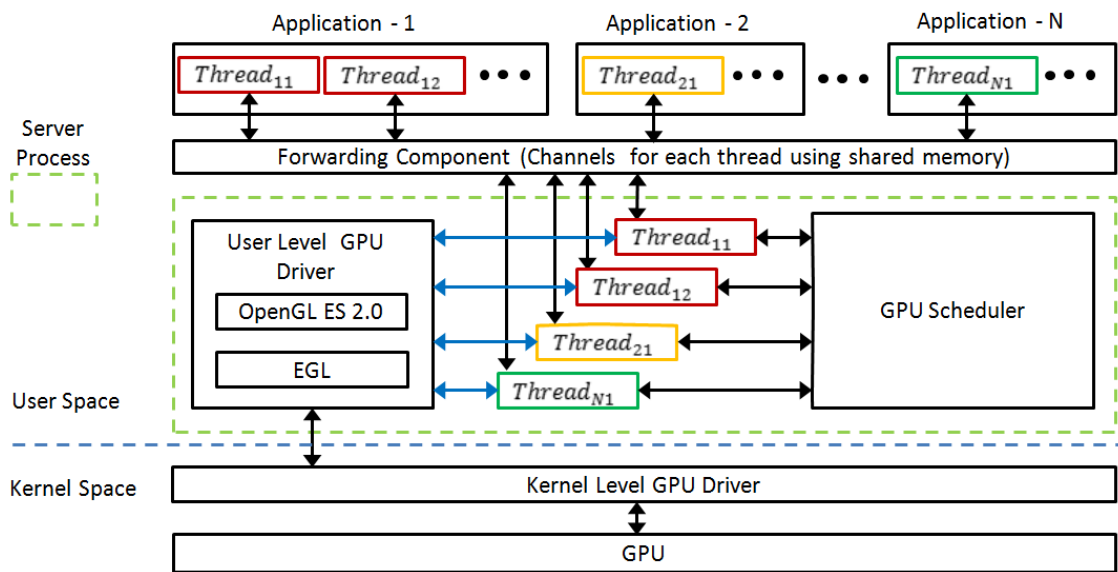 Application - 1
Application - 2
Application - N
Thread11
Thread12
•••
Thread21
•••
•••
ThreadN1
•••
Server
Process
Forwarding Component (Channels for each thread using shared memory)
User Level GPU
Driver
OpenGL ES 2.0
EGL
Thread11
Thread12
Thread21
ThreadN1
GPU Scheduler
User Space
Kernel Space
Kernel Level GPU Driver
GPU